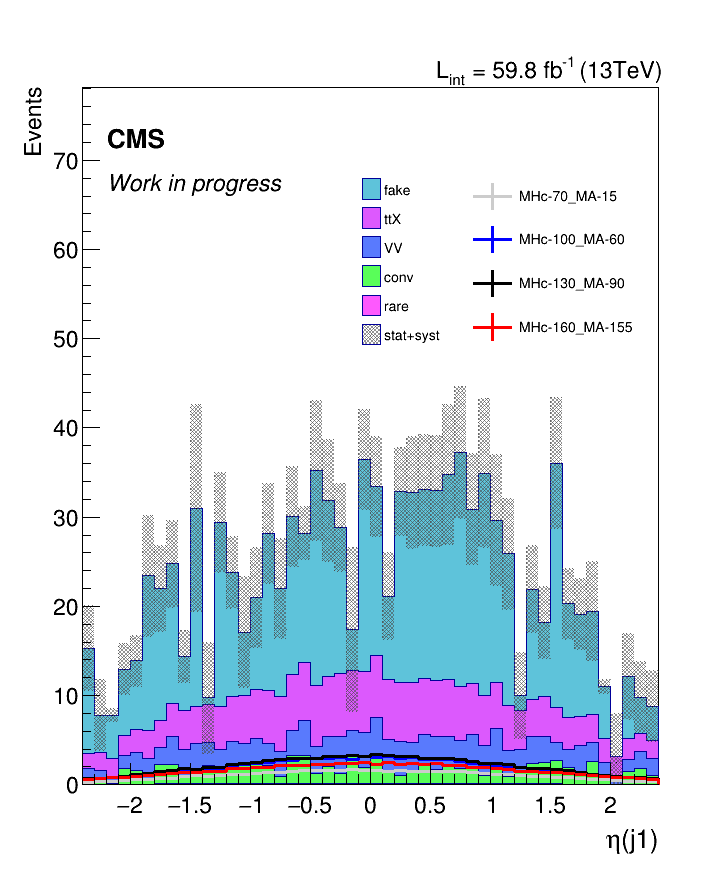 L_int = 59.8 fb^-1 (13TeV)
Events
CMS
Work in progress
fake
ttX
VV
conv
rare
stat+syst
MHc-70_MA-15
MHc-100_MA-60
MHc-130_MA-90
MHc-160_MA-155
70
60
50
40
30
20
10
0
−2 −1.5 −1 −0.5 0 0.5 1 1.5 2
η(j1)